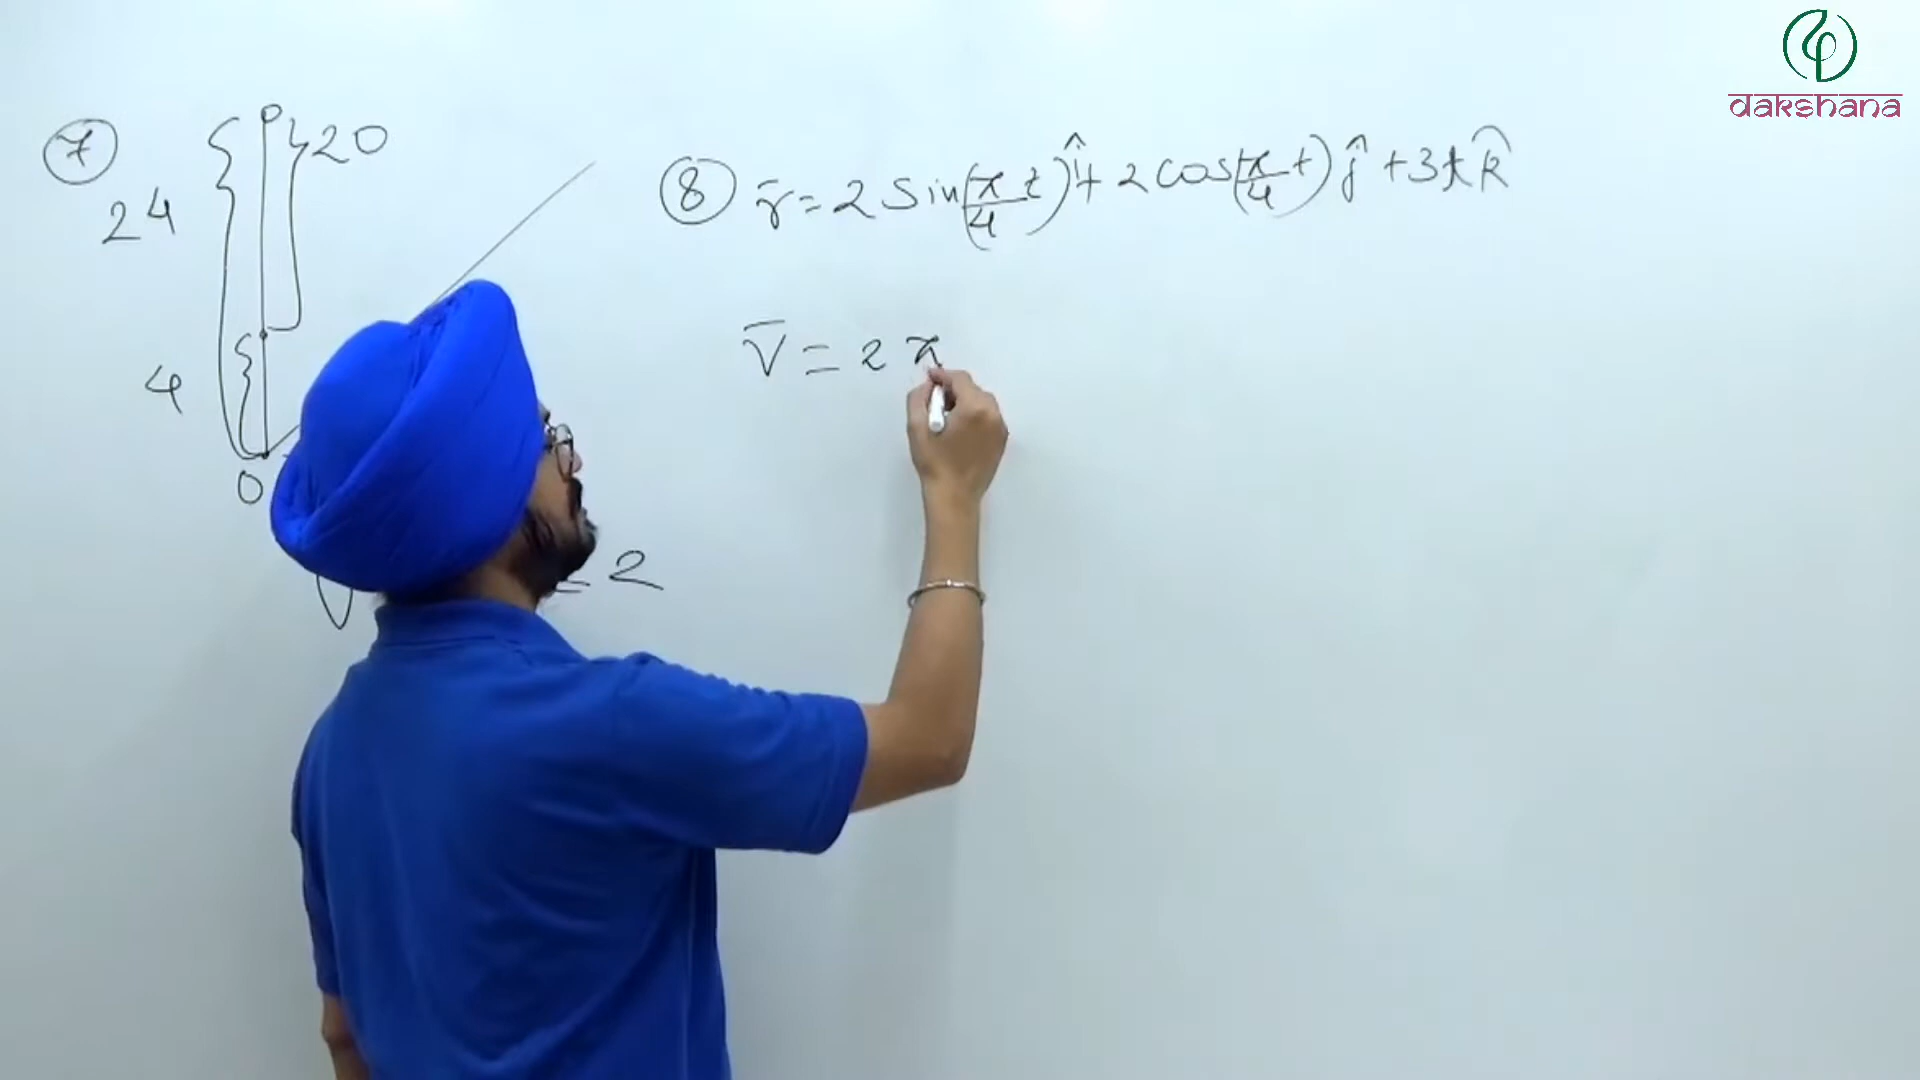 dakshana
7
24
20
4
0
= 2
8 r̄ = 2 sin(π/4 t) î + 2 cos(π/4 t) ĵ + 3t k̂
V̄ = 2 π